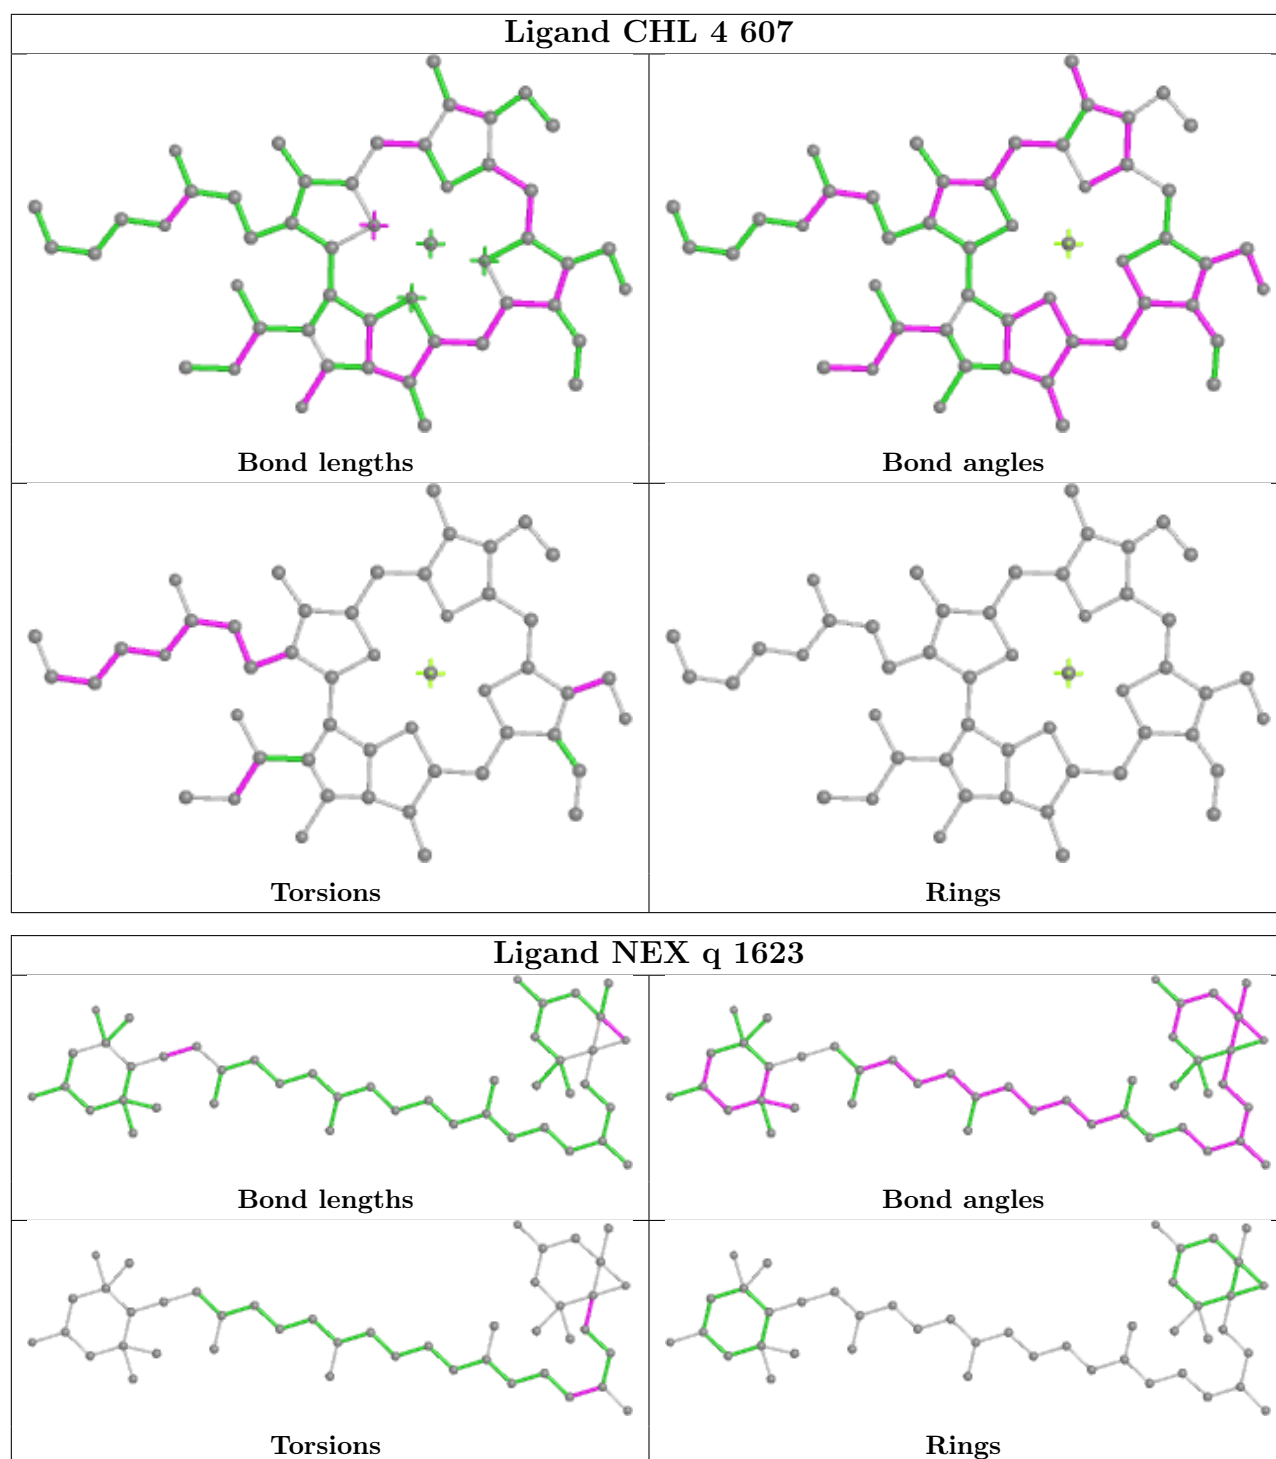 Ligand CHL 4 607
Bond lengths
Bond angles
Torsions
Rings
Ligand NEX q 1623
Bond lengths
Bond angles
Torsions
Rings